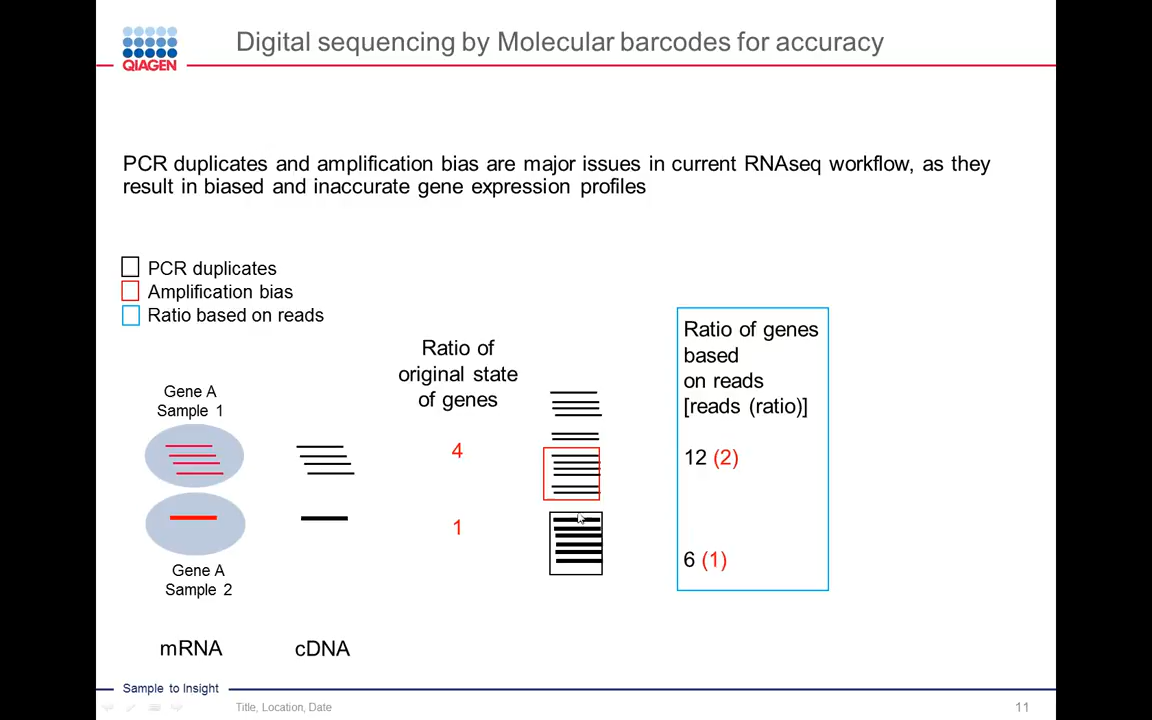 QIAGEN
Digital sequencing by Molecular barcodes for accuracy
PCR duplicates and amplification bias are major issues in current RNAseq workflow, as they
result in biased and inaccurate gene expression profiles
PCR duplicates
Amplification bias
Ratio based on reads
Gene A
Sample 1
Gene A
Sample 2
mRNA
cDNA
Ratio of
original state
of genes
4
1
Ratio of genes
based
on reads
[reads (ratio)]
12 (2)
6 (1)
Sample to Insight
Title, Location, Date
11